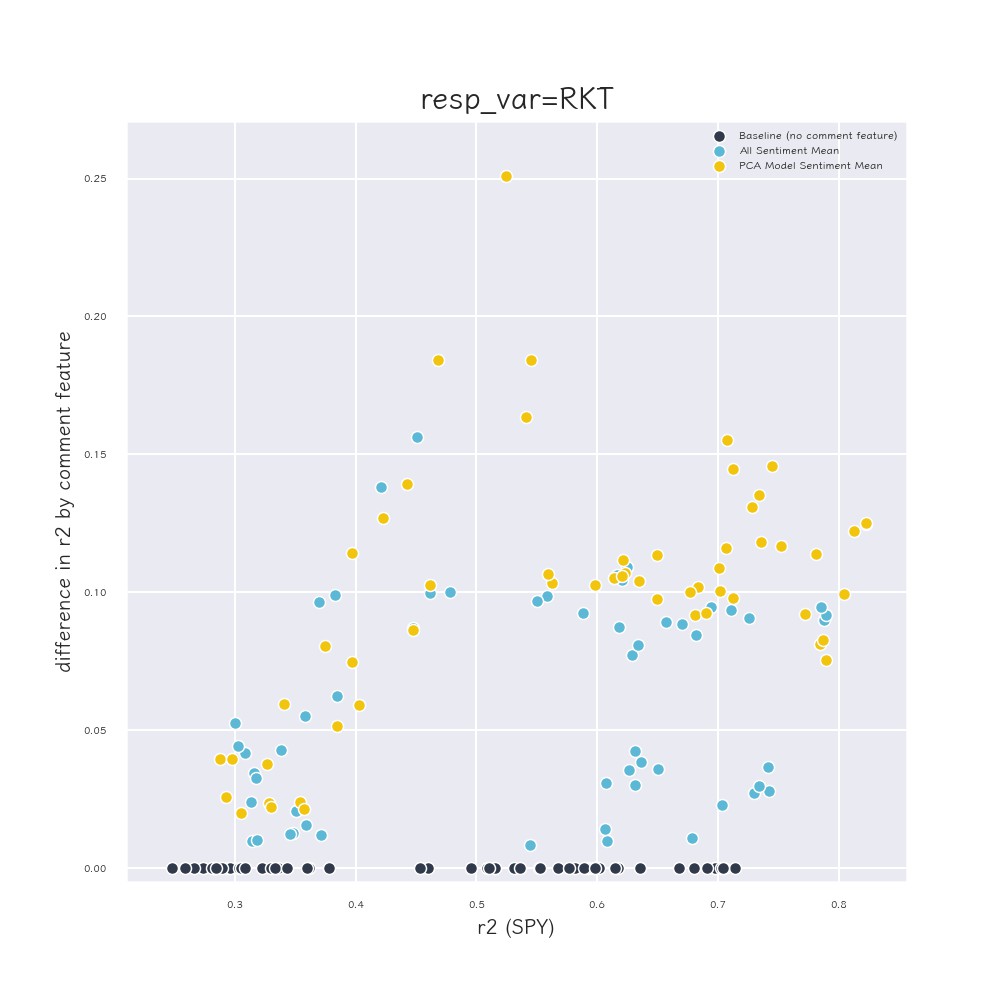 resp_var=RKT
Baseline (no comment feature)
All Sentiment Mean
PCA Model Sentiment Mean
difference in r2 by comment feature
0.25
0.20
0.15
0.10
0.05
0.00
0.3 0.4 0.5 0.6 0.7 0.8
r2 (SPY)